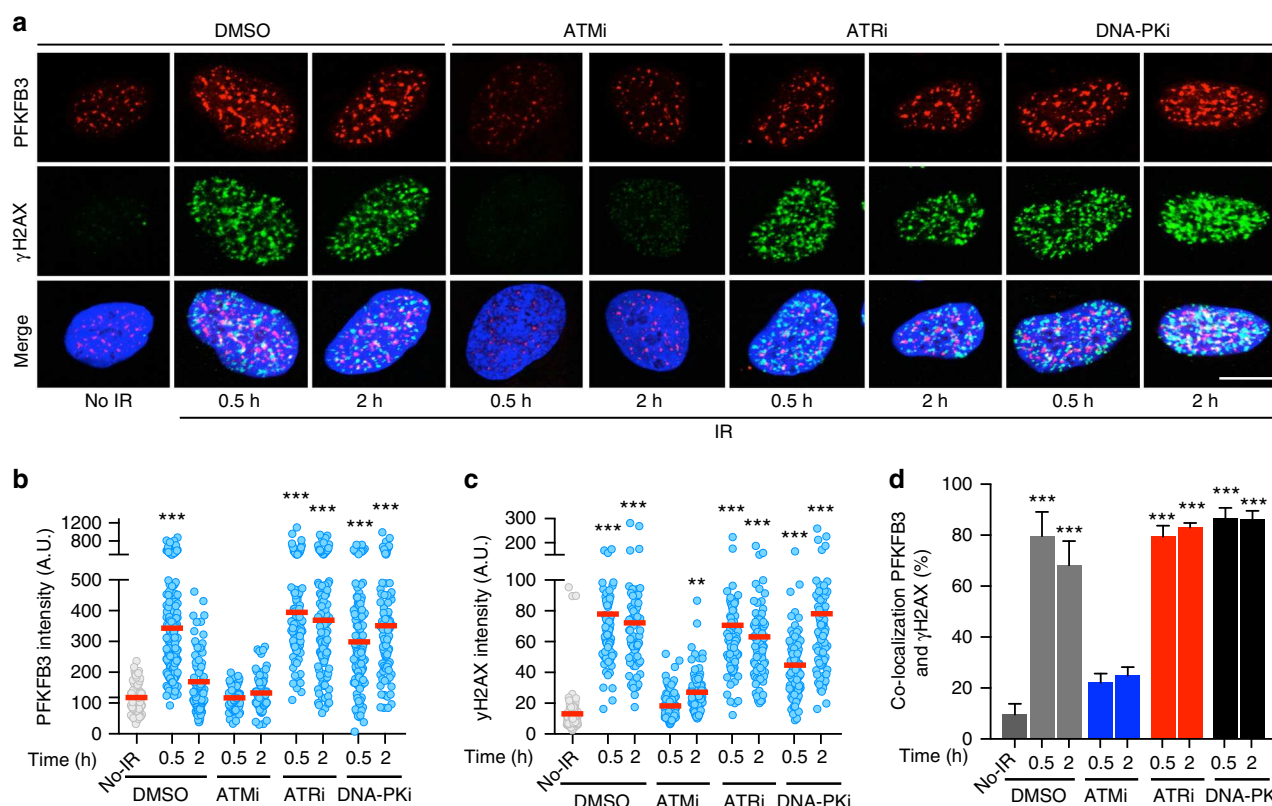 a
DMSO ATMi ATRi DNA-PKi
PFKFB3
γH2AX
Merge
No IR 0.5 h 2 h 0.5 h 2 h 0.5 h 2 h 0.5 h 2 h
IR
b
PFKFB3 intensity (A.U.)
1200
800
500
400
300
200
100
0
*** *** *** *** ***
Time (h) No-IR 0.5 2 0.5 2 0.5 2 0.5 2
DMSO ATMi ATRi DNA-PKi
c
yH2AX intensity (A.U.)
300
200
100
80
60
40
20
0
*** *** ** *** *** *** ***
Time (h) No-IR 0.5 2 0.5 2 0.5 2 0.5 2
DMSO ATMi ATRi DNA-PKi
d
Co-localization PFKFB3
and γH2AX (%)
100
80
60
40
20
0
*** *** *** *** *** ***
Time (h) No-IR 0.5 2 0.5 2 0.5 2 0.5 2
DMSO ATMi ATRi DNA-PK